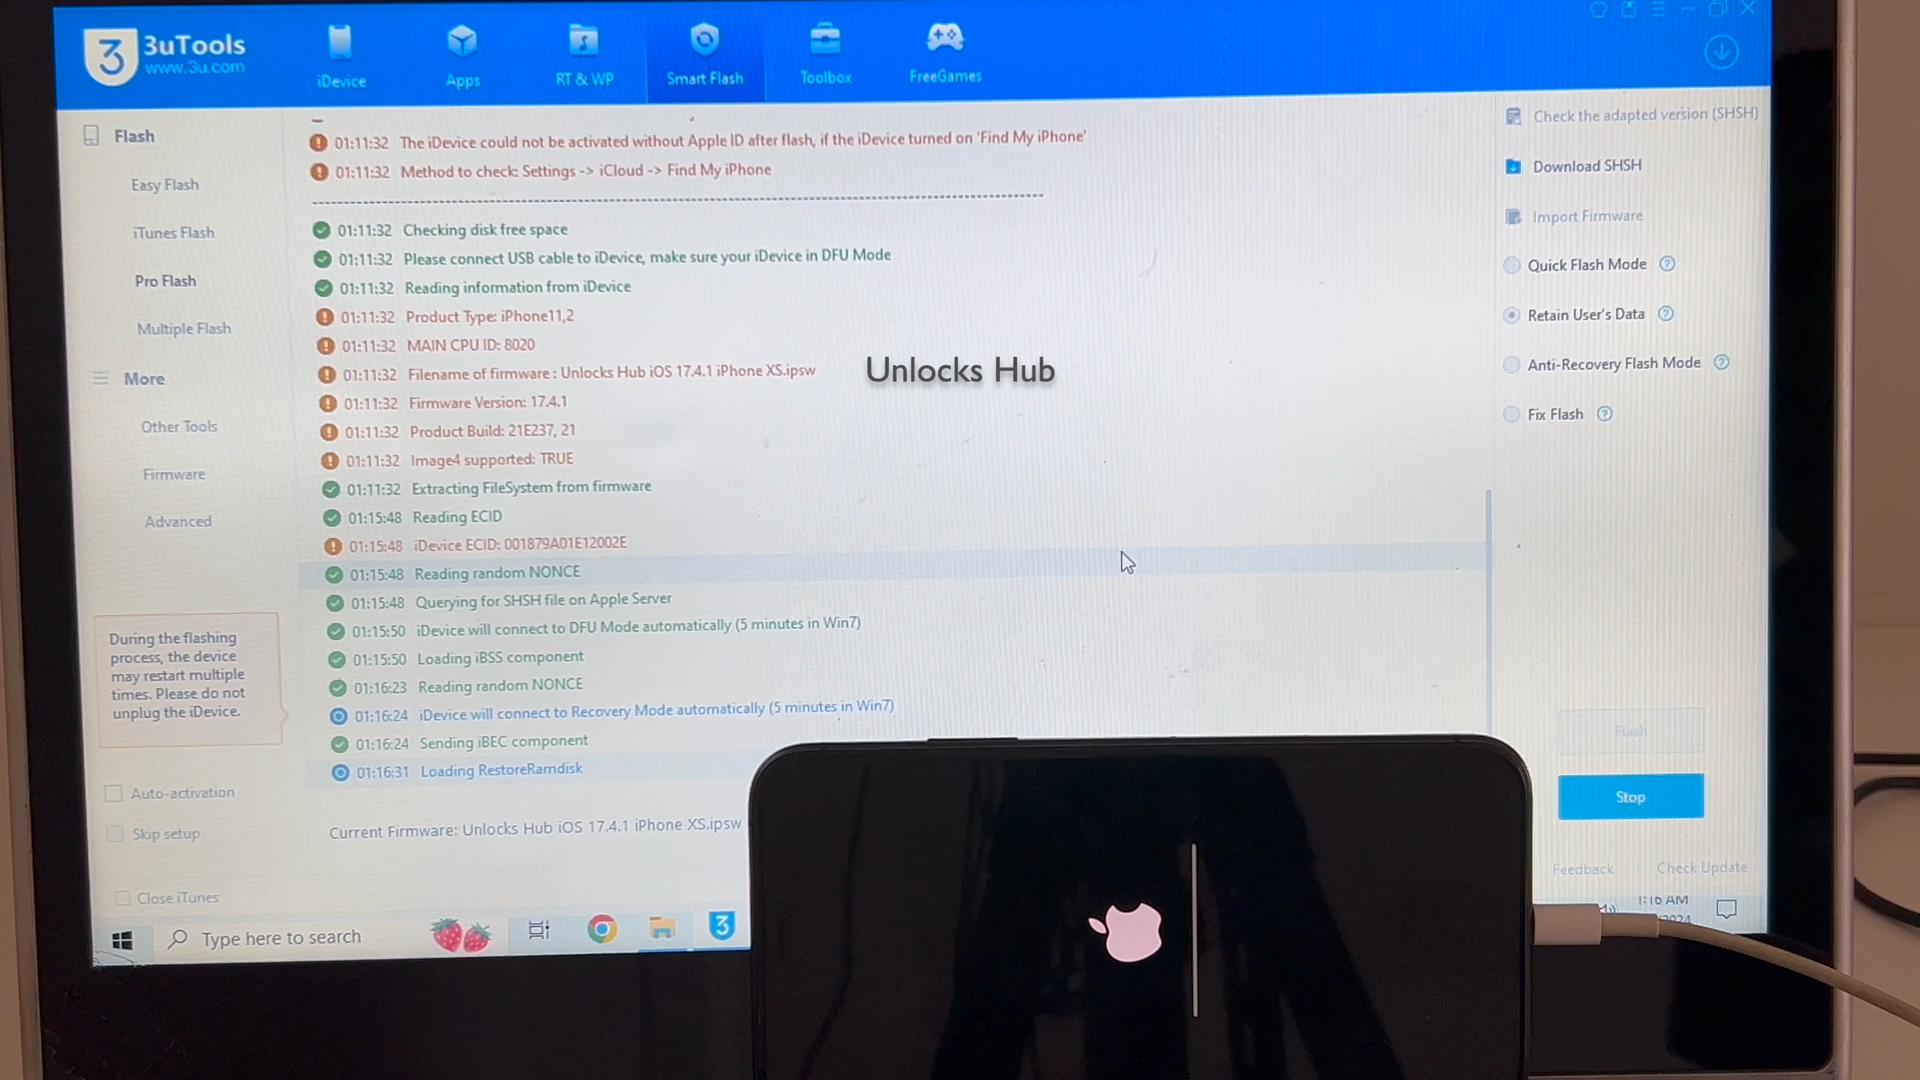 3
3uTools
www.3u.com
iDevice
Apps
RT & WP
Smart Flash
Toolbox
FreeGames
Flash
Easy Flash
iTunes Flash
Pro Flash
Multiple Flash
More
Other Tools
Firmware
Advanced
During the flashing
process, the device
may restart multiple
times. Please do not
unplug the iDevice.
Auto-activation
Skip setup
Close iTunes
01:11:32 The iDevice could not be activated without Apple ID after flash, if the iDevice turned on 'Find My iPhone'
01:11:32 Method to check: Settings -> iCloud -> Find My iPhone
01:11:32 Checking disk free space
01:11:32 Please connect USB cable to iDevice, make sure your iDevice in DFU Mode
01:11:32 Reading information from iDevice
01:11:32 Product Type: iPhone11,2
01:11:32 MAIN CPU ID: 8020
01:11:32 Filename of firmware : Unlocks Hub iOS 17.4.1 iPhone XS.ipsw
01:11:32 Firmware Version: 17.4.1
01:11:32 Product Build: 21E237, 21
01:11:32 Image4 supported: TRUE
01:11:32 Extracting FileSystem from firmware
01:15:48 Reading ECID
01:15:48 iDevice ECID: 001879A01E12002E
01:15:48 Reading random NONCE
01:15:48 Querying for SHSH file on Apple Server
01:15:50 iDevice will connect to DFU Mode automatically (5 minutes in Win7)
01:15:50 Loading iBSS component
01:16:23 Reading random NONCE
01:16:24 iDevice will connect to Recovery Mode automatically (5 minutes in Win7)
01:16:24 Sending iBEC component
01:16:31 Loading RestoreRamdisk
Current Firmware: Unlocks Hub iOS 17.4.1 iPhone XS.ipsw
Unlocks Hub
Check the adapted version (SHSH)
Download SHSH
Import Firmware
Quick Flash Mode
Retain User's Data
Anti-Recovery Flash Mode
Fix Flash
Flash
Stop
Feedback
Check Update
Type here to search
3
1:16 AM